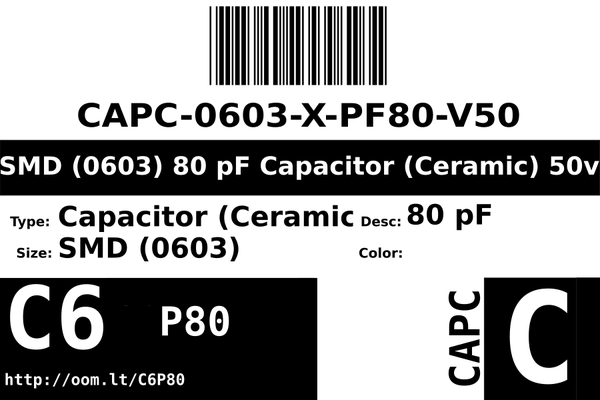 CAPC-0603-X-PF80-V50
SMD (0603) 80 pF Capacitor (Ceramic) 50v
Type: Capacitor (Ceramic Desc: 80 pF
Size: SMD (0603) Color:
C6 P80
http://oom.lt/C6P80
CAPC
C